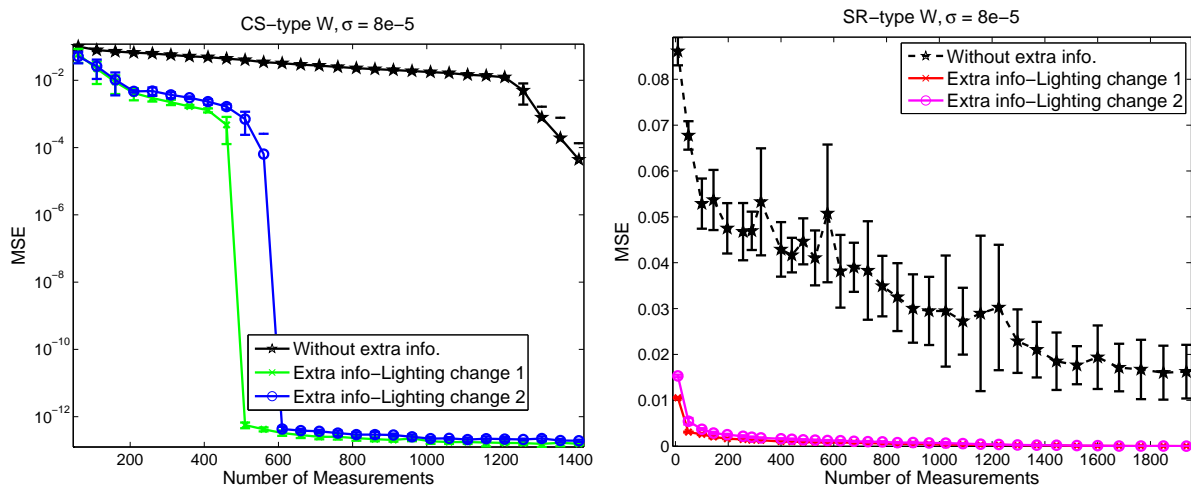 CS−type W, σ = 8e−5
MSE
10−2
10−4
10−6
10−8
10−10
10−12
Without extra info.
Extra info−Lighting change 1
Extra info−Lighting change 2
200 400 600 800 1000 1200 1400
Number of Measurements
SR−type W, σ = 8e−5
MSE
0.08
0.07
0.06
0.05
0.04
0.03
0.02
0.01
0
Without extra info.
Extra info−Lighting change 1
Extra info−Lighting change 2
0 200 400 600 800 1000 1200 1400 1600 1800
Number of Measurements